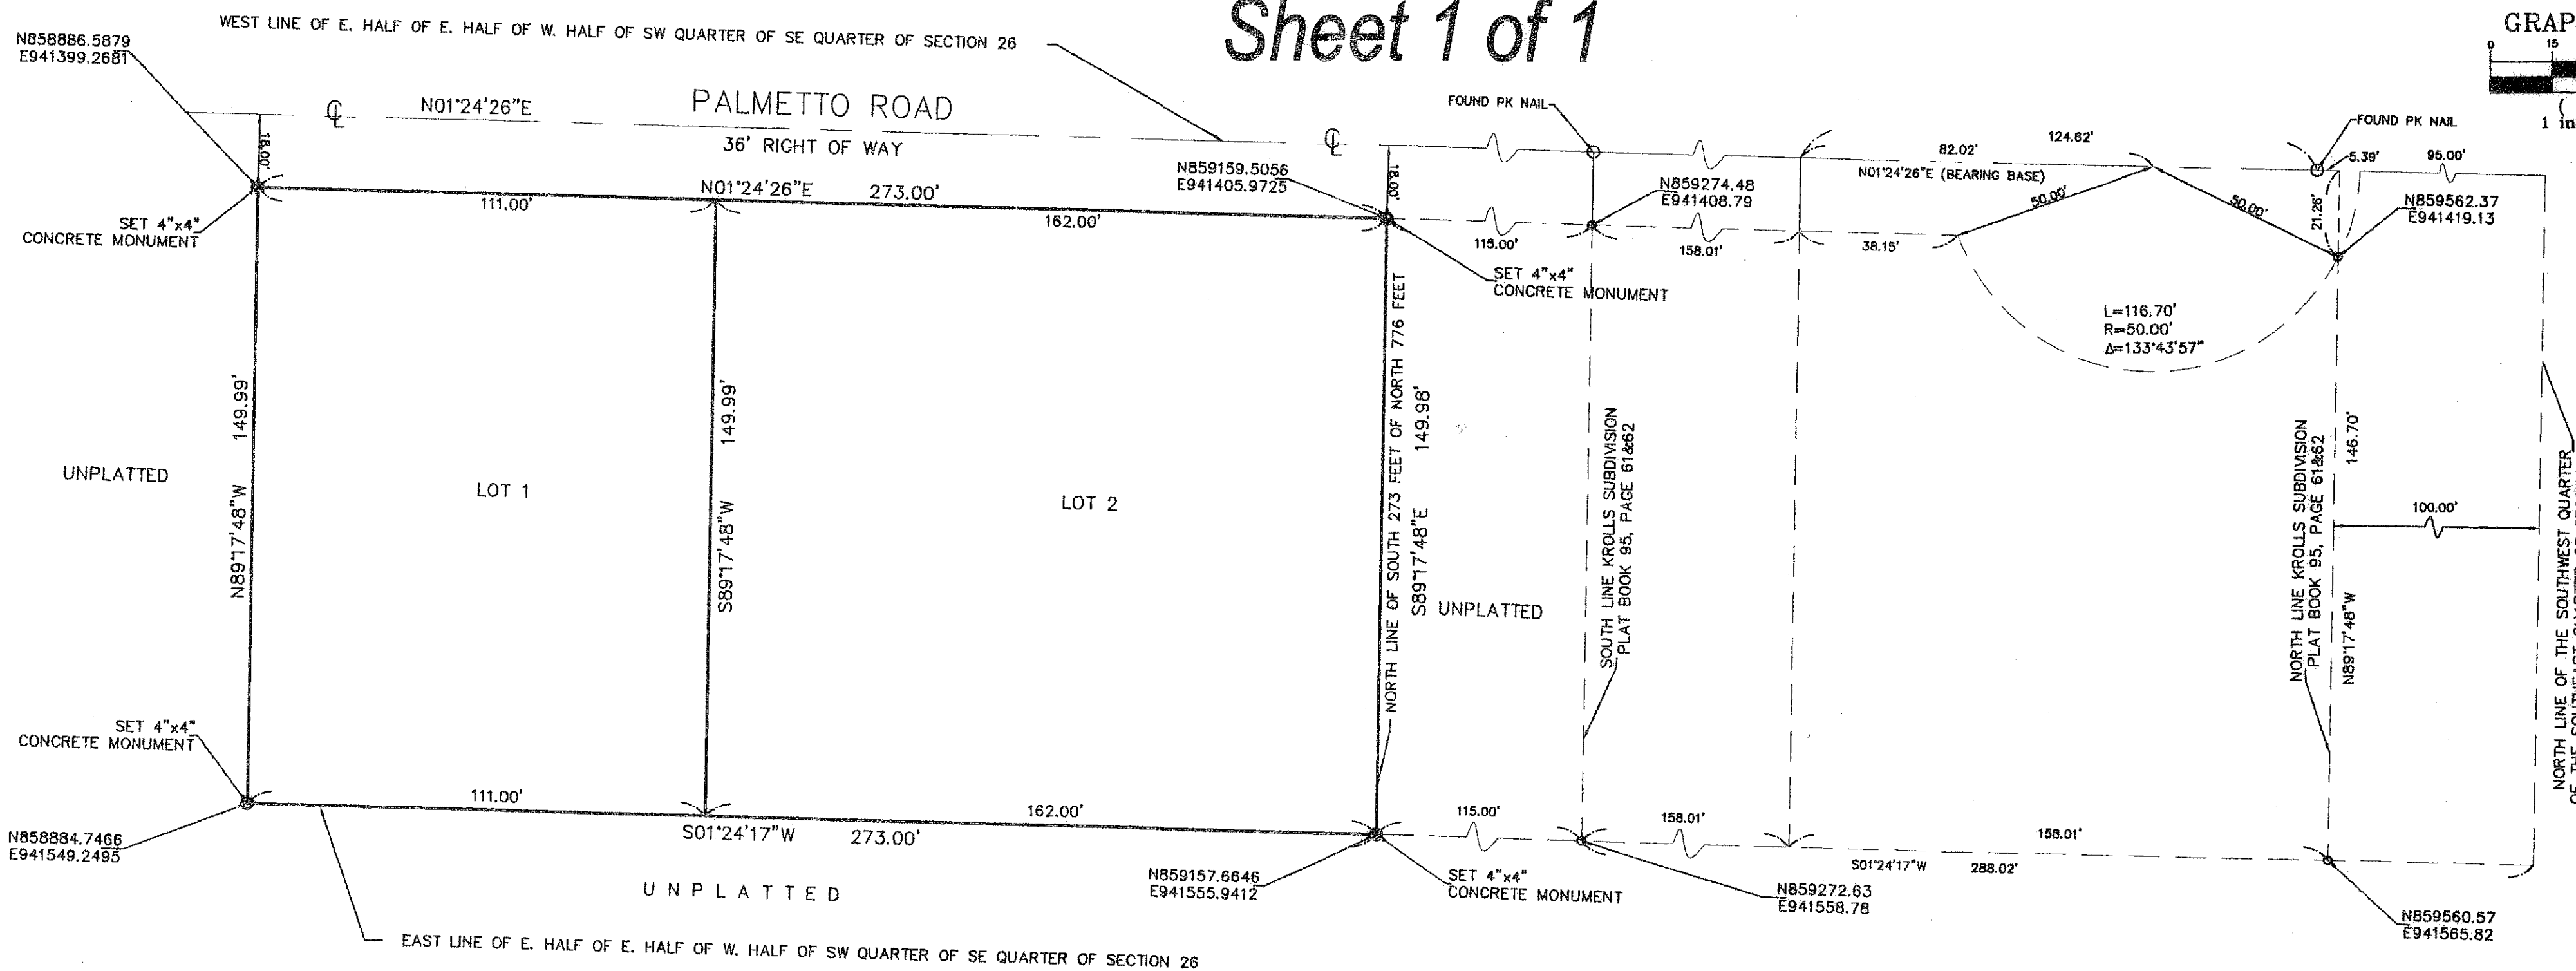 Sheet 1 of 1
GRAP
0 15
1 in
WEST LINE OF E. HALF OF E. HALF OF W. HALF OF SW QUARTER OF SE QUARTER OF SECTION 26
N858886.5879
E941399.2681
N01°24'26"E
PALMETTO ROAD
36' RIGHT OF WAY
18.00'
N01°24'26"E 273.00'
111.00'
162.00'
SET 4"x4"
CONCRETE MONUMENT
N859159.5056
E941405.9725
18.00'
FOUND PK NAIL
N859274.48
E941408.79
115.00'
158.01'
SET 4"x4"
CONCRETE MONUMENT
82.02'
124.62'
N01°24'26"E (BEARING BASE)
50.00'
50.00'
38.15'
FOUND PK NAIL
5.39'
95.00'
21.26'
N859562.37
E941419.13
L=116.70'
R=50.00'
Δ=133°43'57"
UNPLATTED
N89°17'48"W 149.99'
LOT 1
S89°17'48"W 149.99'
LOT 2
NORTH LINE OF SOUTH 273 FEET OF NORTH 776 FEET
S89°17'48"E 149.98'
UNPLATTED
SOUTH LINE KROLLS SUBDIVISION
PLAT BOOK 95, PAGE 61&62
NORTH LINE KROLLS SUBDIVISION
PLAT BOOK 95, PAGE 61&62
N89°17'48"W 146.70'
100.00'
NORTH LINE OF THE SOUTHWEST QUARTER
OF THE SOUTHEAST QUARTER OF
SET 4"x4"
CONCRETE MONUMENT
N858884.7466
E941549.2495
111.00'
162.00'
S01°24'17"W 273.00'
UNPLATTED
EAST LINE OF E. HALF OF E. HALF OF W. HALF OF SW QUARTER OF SE QUARTER OF SECTION 26
N859157.6646
E941555.9412
SET 4"x4"
CONCRETE MONUMENT
115.00'
158.01'
N859272.63
E941558.78
158.01'
S01°24'17"W 288.02'
N859560.57
E941565.82